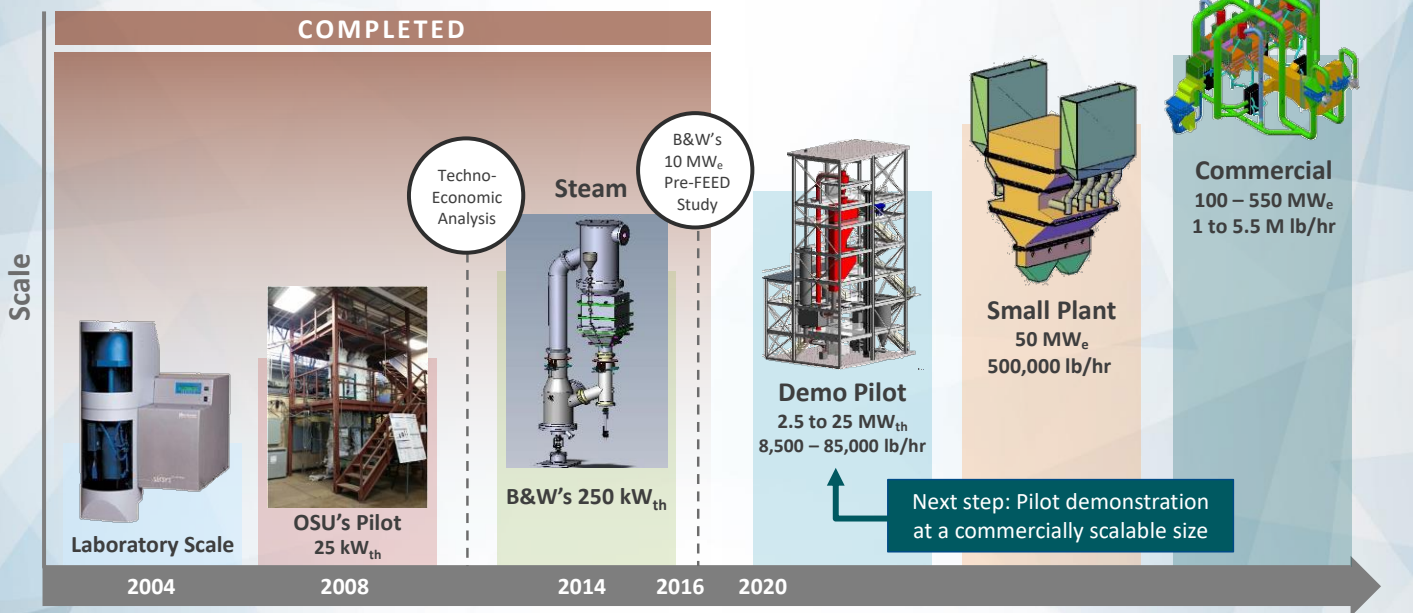 COMPLETED
Scale
Laboratory Scale
OSU's Pilot
25 kWth
Techno-
Economic
Analysis
Steam
B&W's 250 kWth
B&W's
10 MWe
Pre-FEED
Study
Demo Pilot
2.5 to 25 MWth
8,500 – 85,000 lb/hr
Small Plant
50 MWe
500,000 lb/hr
Commercial
100 – 550 MWe
1 to 5.5 M lb/hr
Next step: Pilot demonstration
at a commercially scalable size
2004 2008 2014 2016 2020